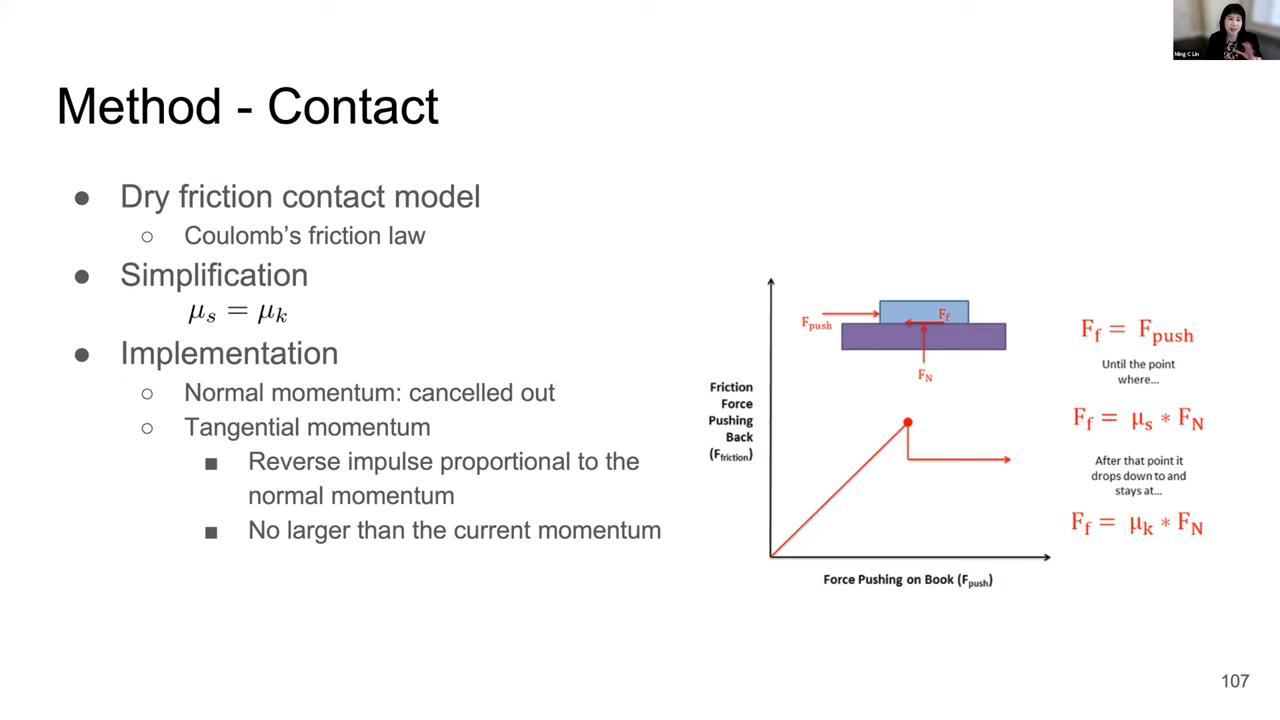 Ming C Lin
Method - Contact
● Dry friction contact model
○ Coulomb's friction law
● Simplification
μs = μk
● Implementation
○ Normal momentum: cancelled out
○ Tangential momentum
■ Reverse impulse proportional to the
normal momentum
■ No larger than the current momentum
Fpush
Ff
FN
Friction
Force
Pushing
Back
(Ffriction)
Force Pushing on Book (Fpush)
Ff = Fpush
Until the point
where...
Ff = μs * FN
After that point it
drops down to and
stays at...
Ff = μk * FN
107